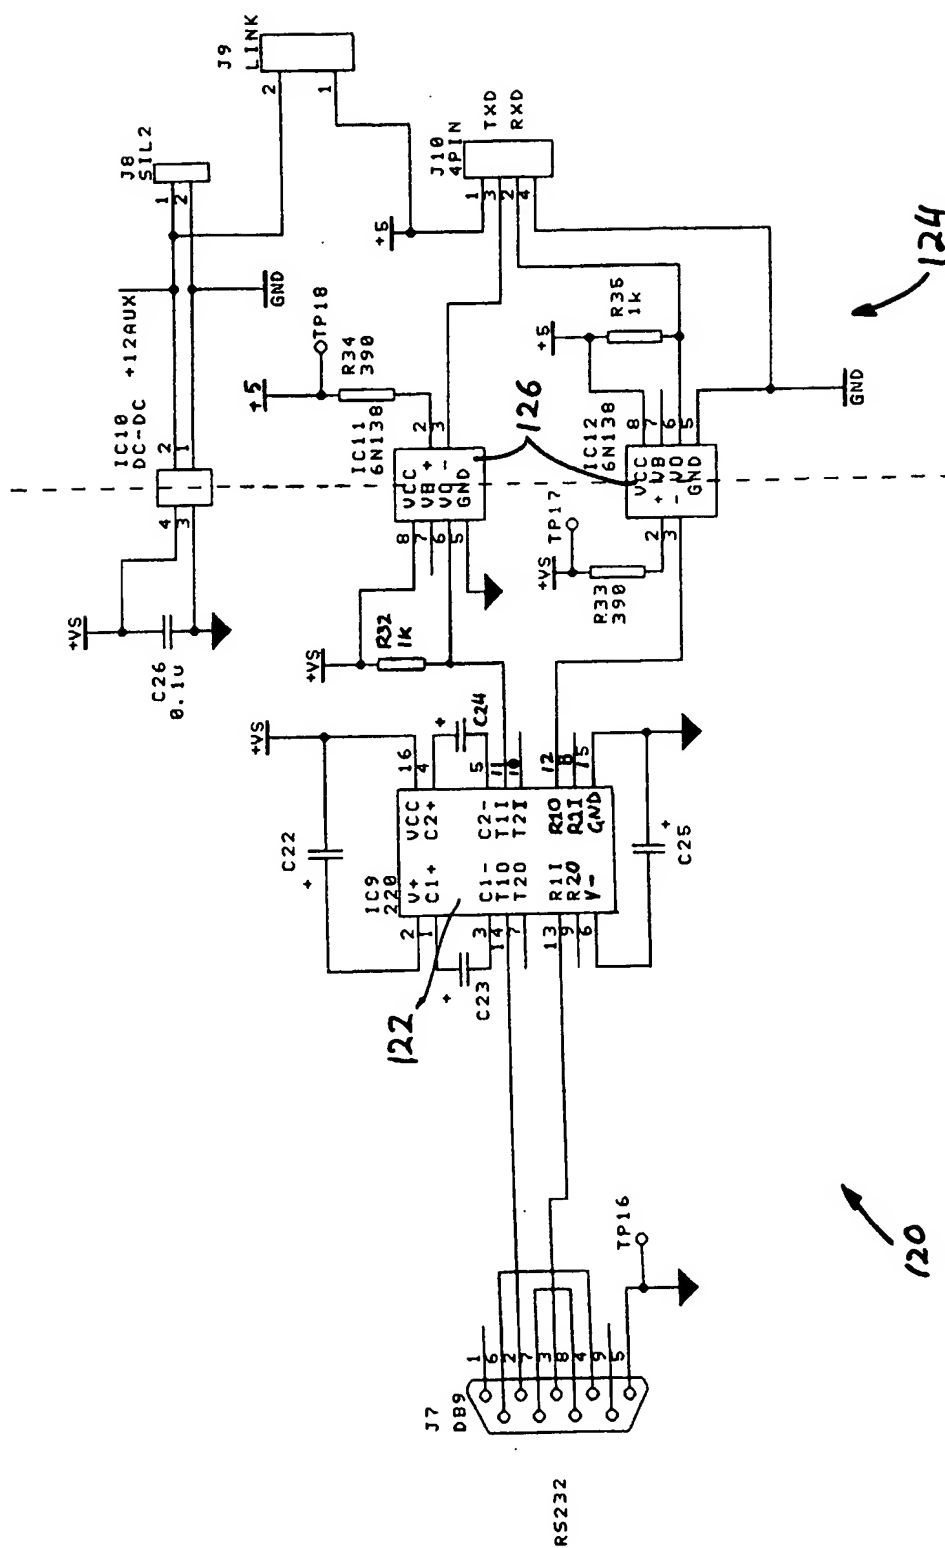 RS232
J7
DB9
1
6
2
7
3
8
4
9
5
TP16
120
122
IC9
220
V+
C1+
C1-
T1O
T2O
R1I
R2O
V-
VCC
C2+
C2-
T1I
T2I
R1O
R1I
GND
2
1
3
14
7
13
9
6
16
4
5
11
10
12
8
15
C22
+
C23
+
C24
+
C25
+
+VS
+VS
C26
0.1u
+VS
R32
1K
+VS
TP17
R33
390
IC10
DC-DC
4
3
2
1
+12AUX
GND
J8
SIL2
1
2
J9
LINK
2
1
+5
TP18
R34
390
IC11
6N138
VCC
VB +
VO -
GND
8
7
6
5
2
3
126
IC12
6N138
VCC
+ VB
- VO
GND
2
3
8
7
6
5
+5
R35
1k
GND
+5
J10
4PIN
1
3
2
4
TXD
RXD
124